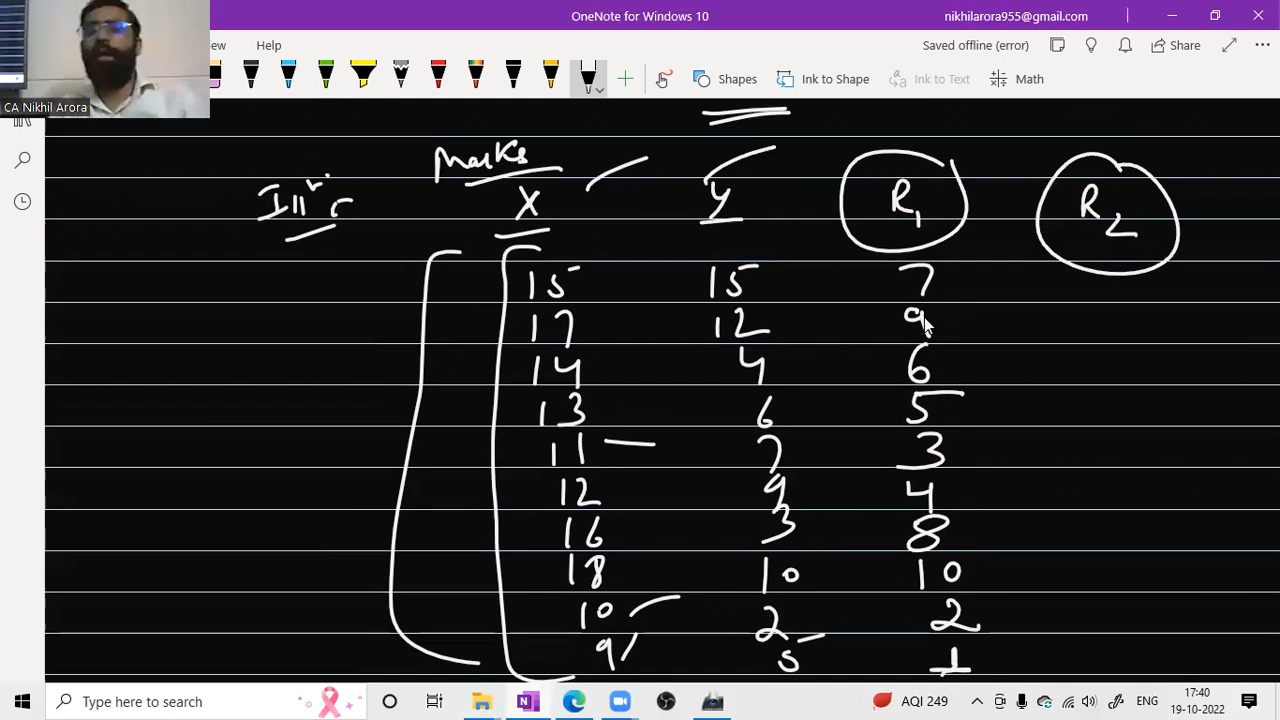 OneNote for Windows 10 nikhilarora955@gmail.com
Help Saved offline (error) Share
Shapes Ink to Shape Ink to Text Math
CA Nikhil Arora
Marks
X Y R1 R2
15 15 7
17 12 9
14 4 6
13 6 5
11 7 3
12 9 4
16 3 8
18 10 10
10 2 2
9 5 1
Type here to search AQI 249 ENG 17:40
19-10-2022